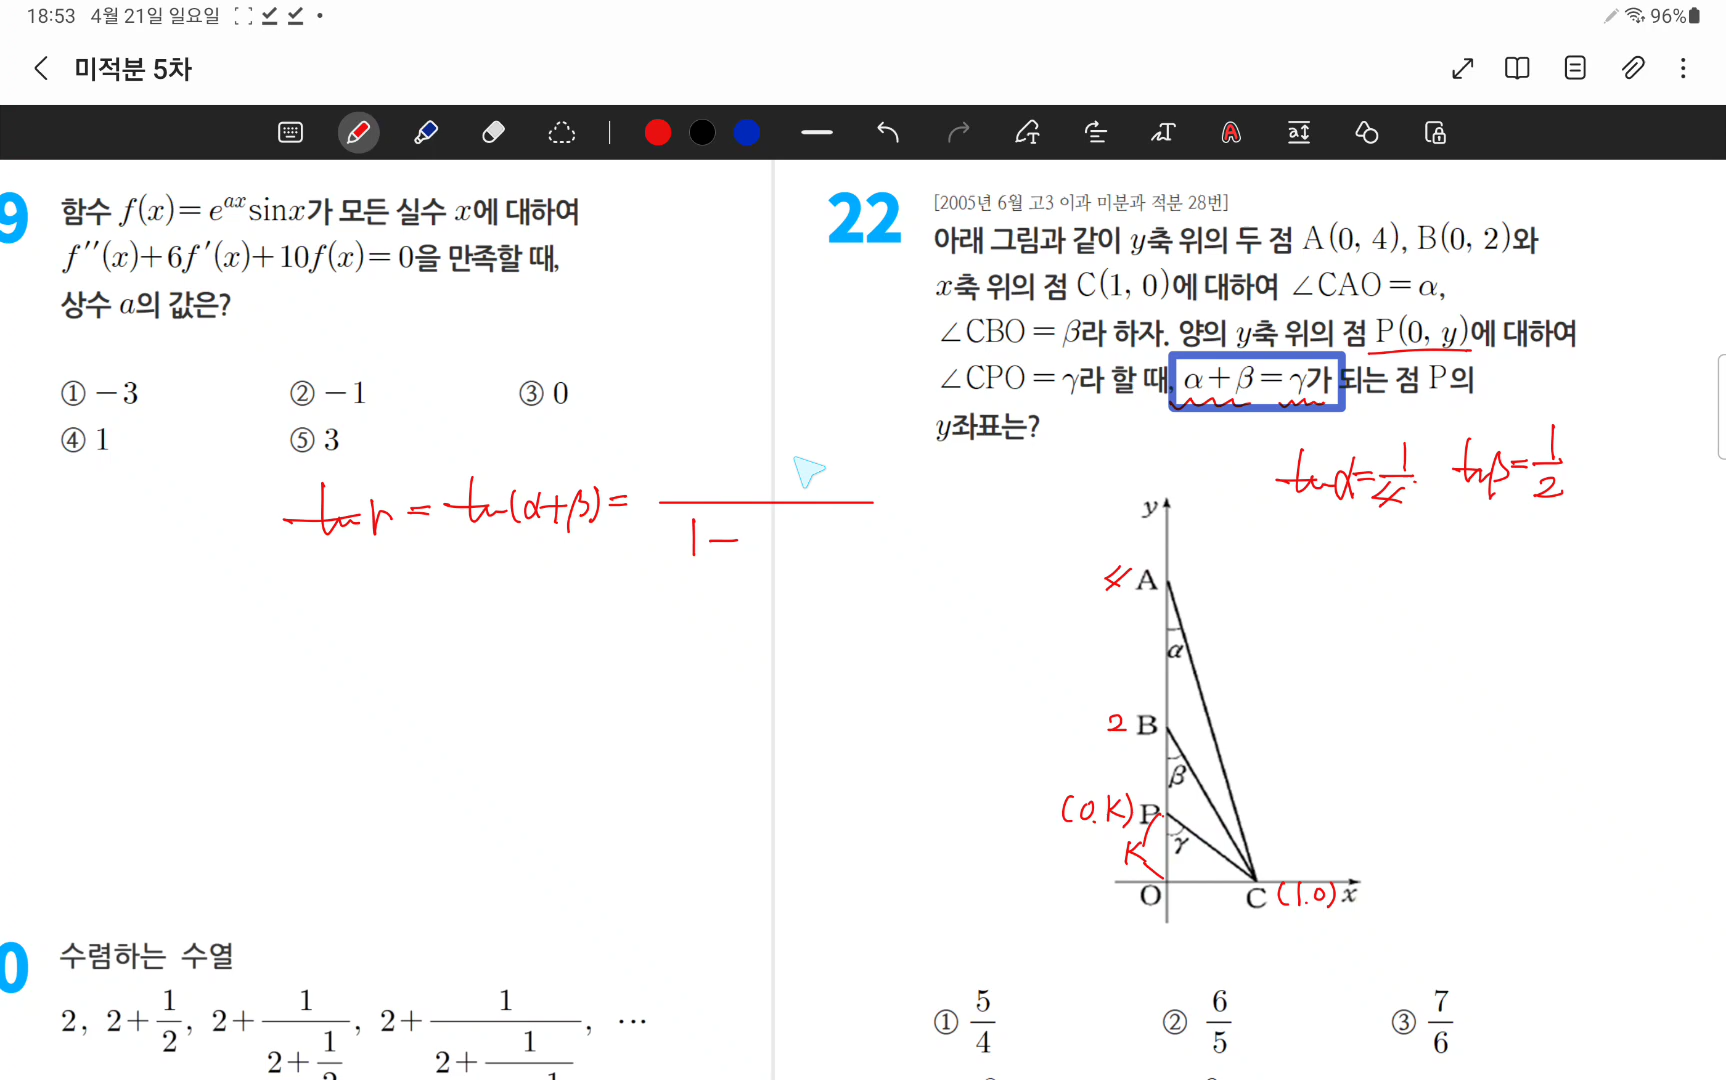 18:53 4월 21일 일요일
96%
미적분 5차
9
함수 f(x)=e^{ax}sinx가 모든 실수 x에 대하여
f''(x)+6f'(x)+10f(x)=0을 만족할 때,
상수 a의 값은?
① −3 ② −1 ③ 0
④ 1 ⑤ 3
tan r = tan(α+β) =
1−
0
수렴하는 수열
2, 2+1/2, 2+1/(2+1/2), 2+1/(2+1/1), ⋯
22
[2005년 6월 고3 이과 미분과 적분 28번]
아래 그림과 같이 y축 위의 두 점 A(0, 4), B(0, 2)와
x축 위의 점 C(1, 0)에 대하여 ∠CAO=α,
∠CBO=β라 하자. 양의 y축 위의 점 P(0, y)에 대하여
∠CPO=γ라 할 때, α+β=γ가 되는 점 P의
y좌표는?
tanα=1/4 tanβ=1/2
y
4 A
α
2 B
β
(0.K) P
K γ
O C (1.0) x
① 5/4 ② 6/5 ③ 7/6